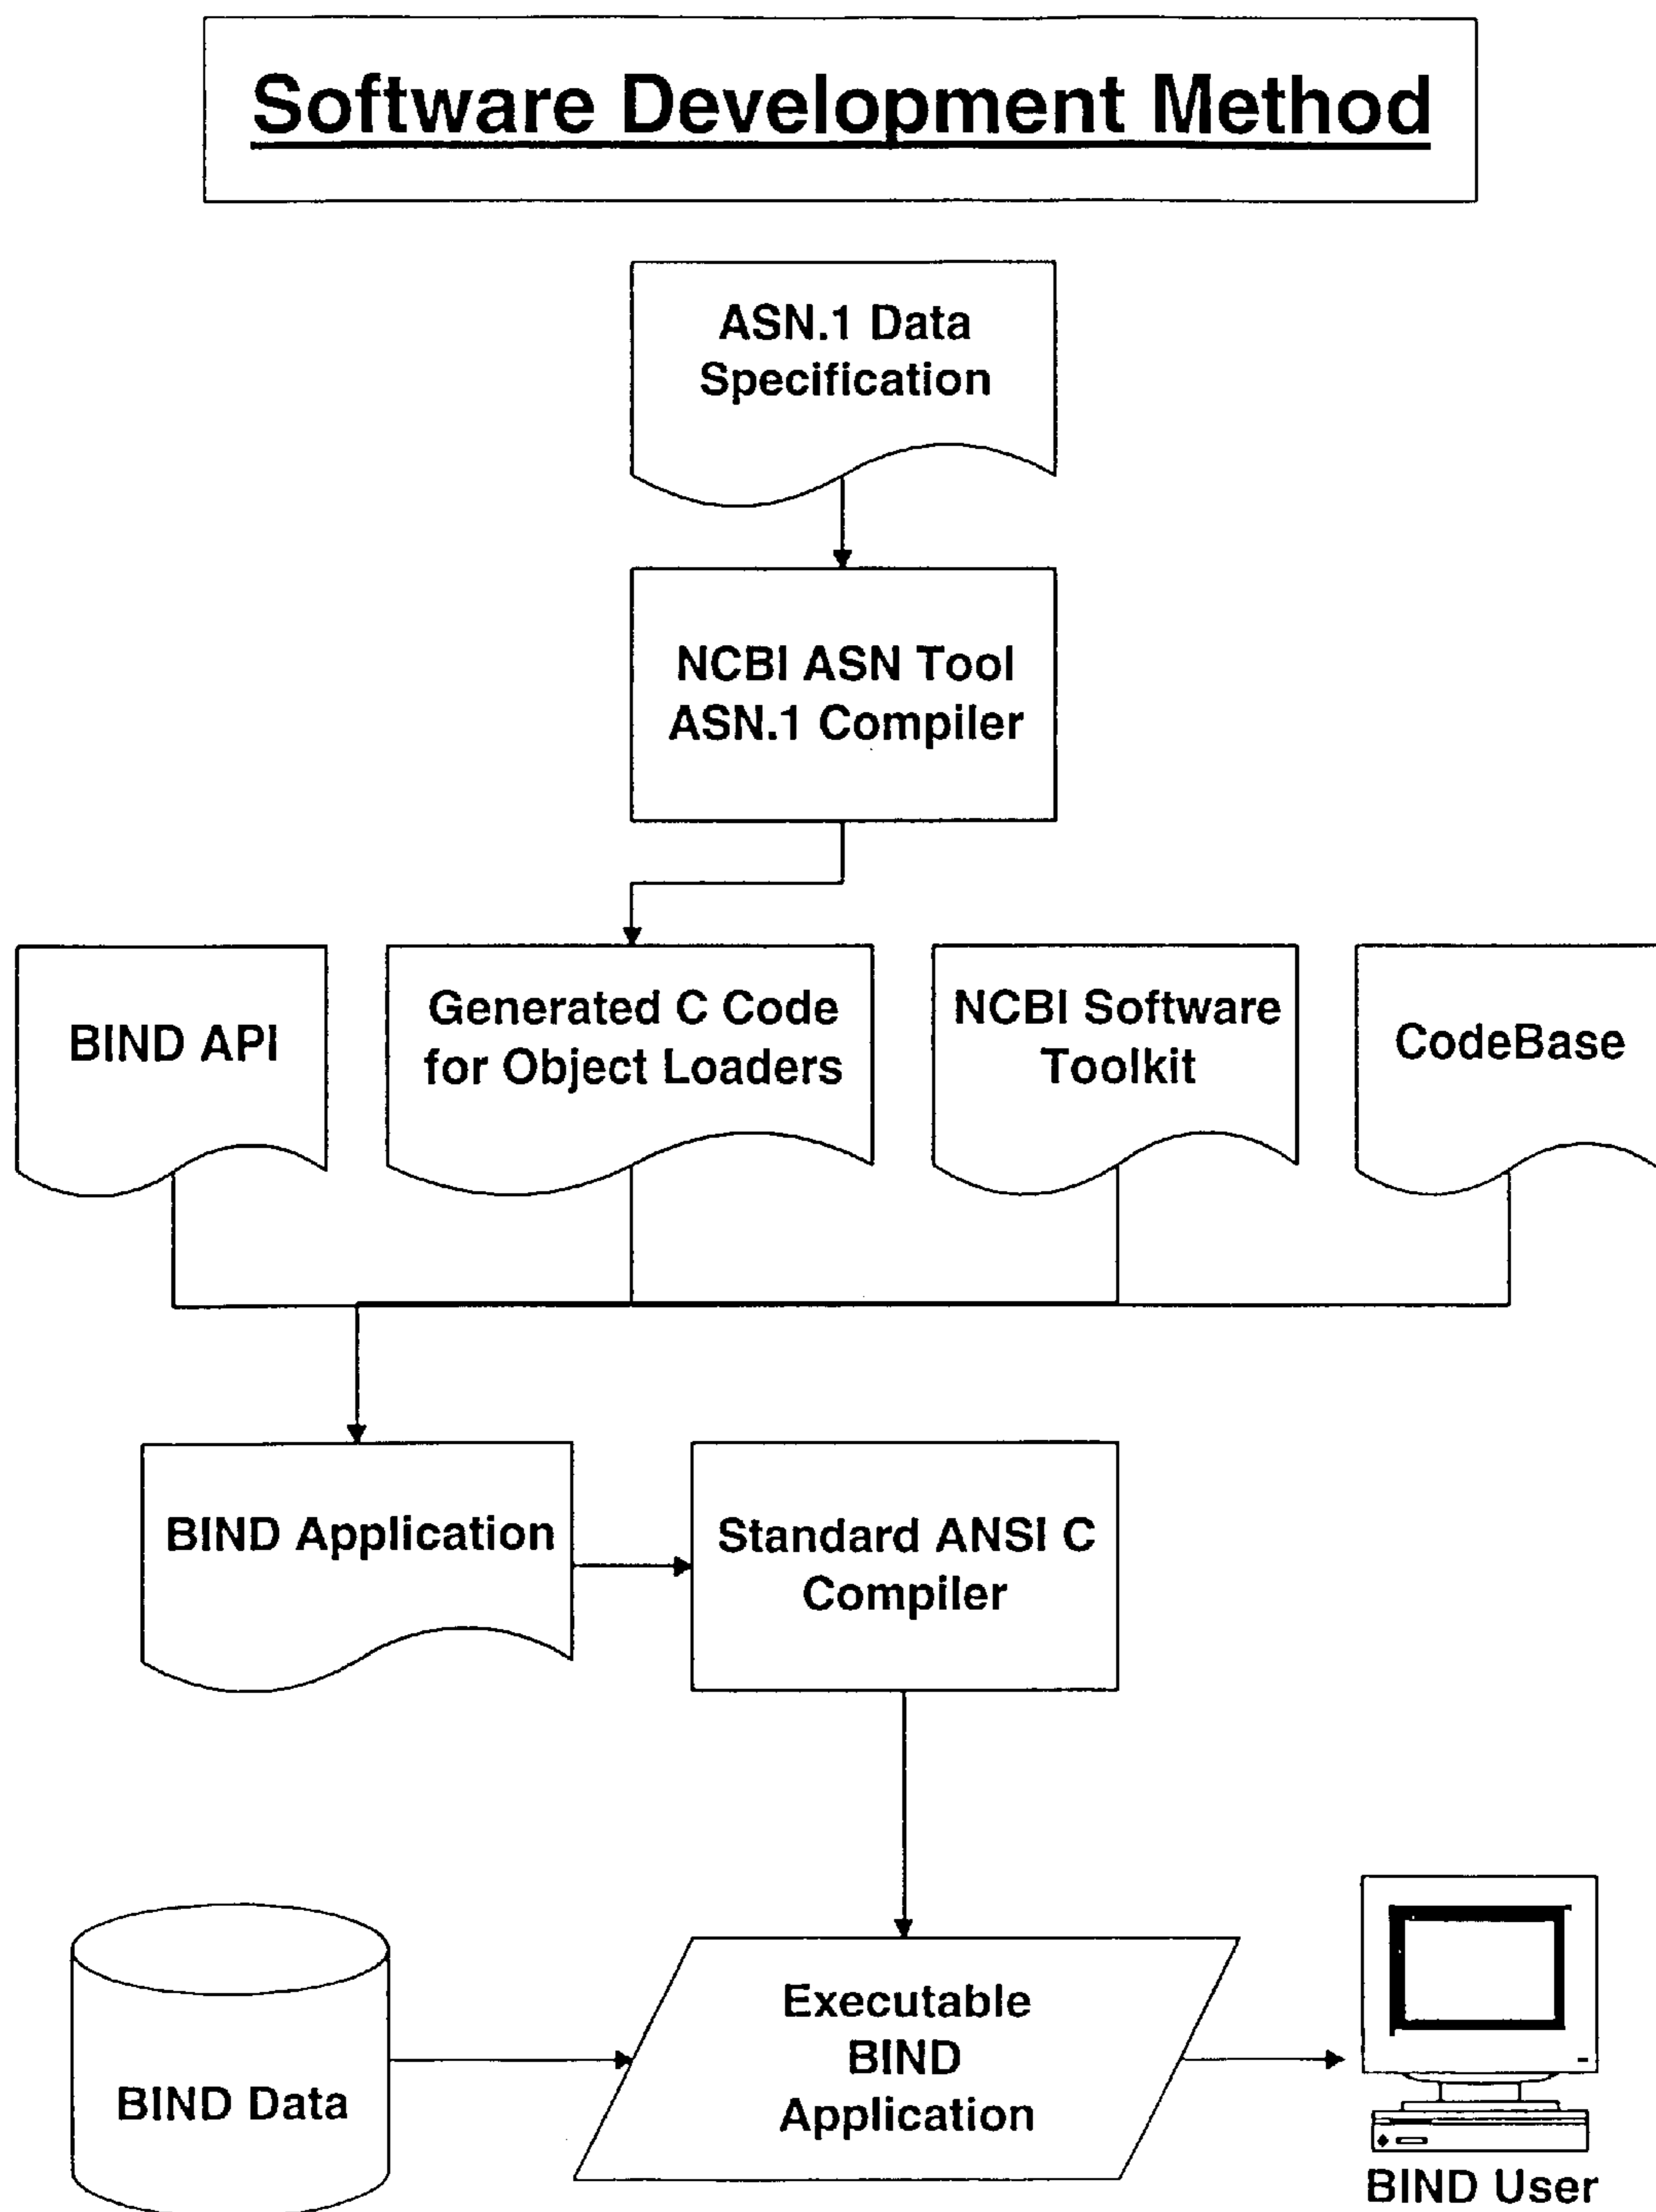 Software Development Method
ASN.1 Data
Specification
NCBI ASN Tool
ASN.1 Compiler
BIND API
Generated C Code
for Object Loaders
NCBI Software
Toolkit
CodeBase
BIND Application
Standard ANSI C
Compiler
BIND Data
Executable
BIND
Application
BIND User